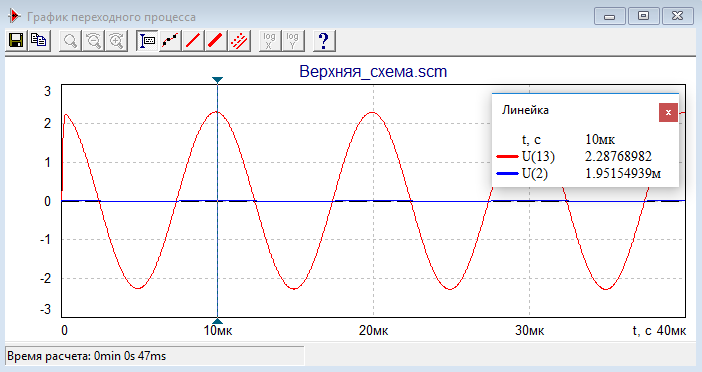 График переходного процесса
log X
log Y
?
Верхняя_схема.scm
Линейка
x
t, c 10мк
U(13) 2.28768982
U(2) 1.95154939м
3
2
1
0
-1
-2
-3
0 10мк 20мк 30мк t, c 40мк
Время расчета: 0min 0s 47ms